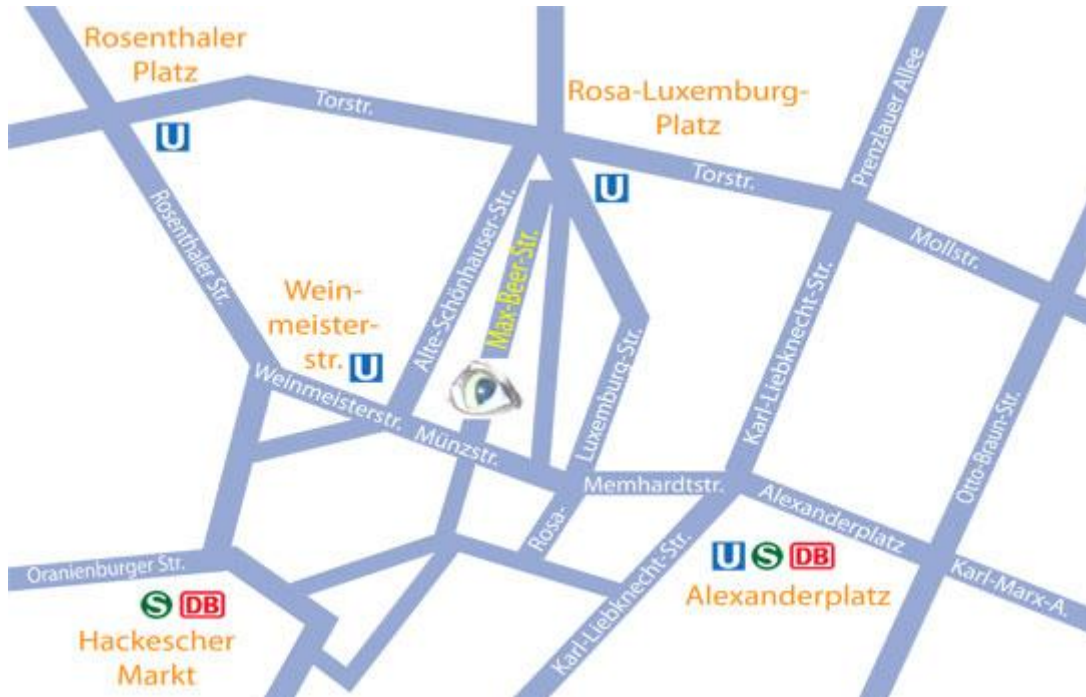 Rosenthaler
Platz
U
Torstr.
Rosa-Luxemburg-
Platz
U
Torstr.
Prenzlauer Allee
Mollstr.
Rosenthaler Str.
Wein-
meister-
str. U
Alte-Schönhauser-Str.
Max-Beer-Str.
Weinmeisterstr.
Münzstr.
Luxemburg-Str.
Rosa-
Karl-Liebknecht-Str.
Otto-Braun-Str.
Memhardtstr.
Alexanderplatz
Karl-Marx-A.
U S DB
Alexanderplatz
Karl-Liebknecht-Str.
Oranienburger Str.
S DB
Hackescher
Markt